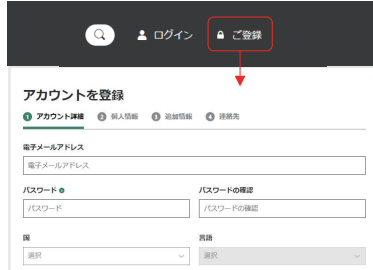 ログイン ご登録
アカウントを登録
1 アカウント詳細 2 個人情報 3 追加情報 4 連絡先
電子メールアドレス
電子メールアドレス
パスワード パスワードの確認
パスワード パスワードの確認
国 言語
選択 選択